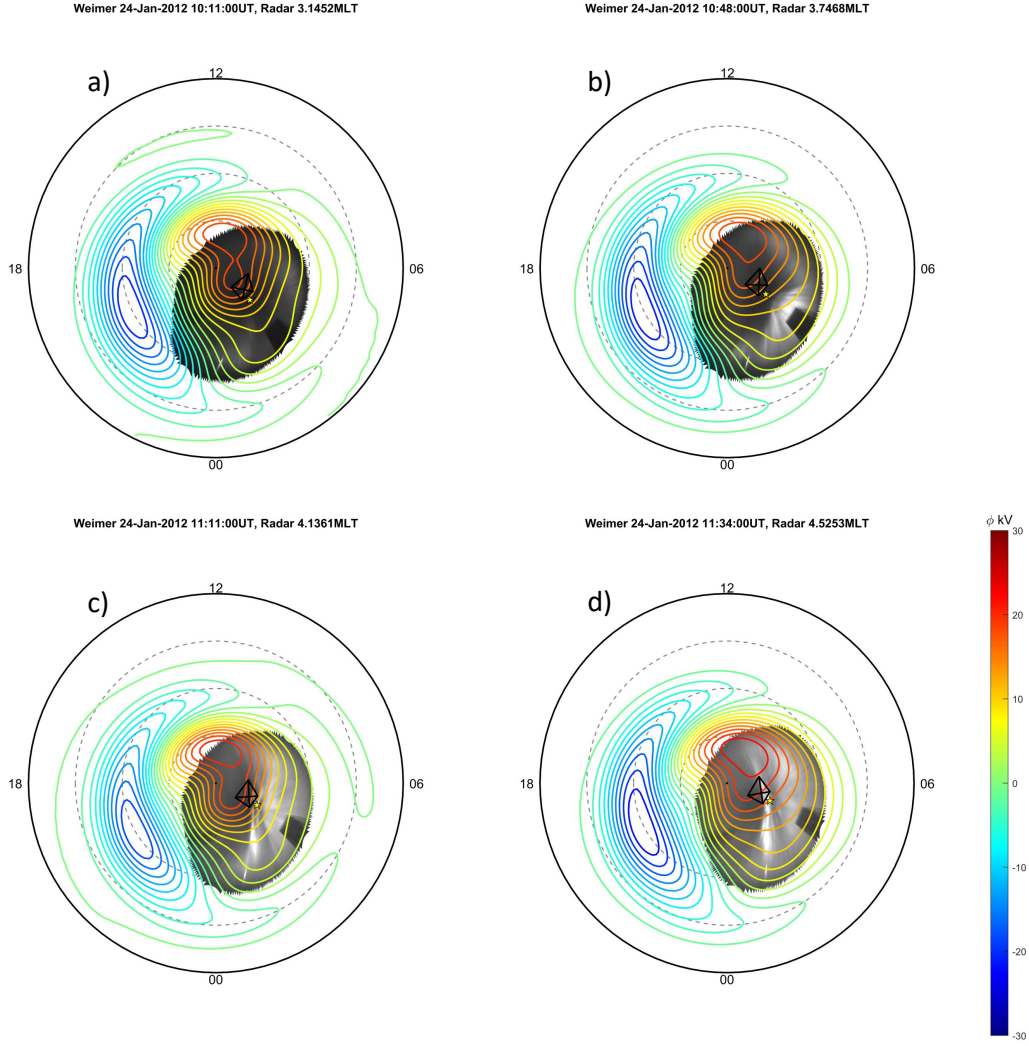 Weimer 24-Jan-2012 10:11:00UT, Radar 3.1452MLT
Weimer 24-Jan-2012 10:48:00UT, Radar 3.7468MLT
a)
12
18
06
00
b)
12
18
06
00
Weimer 24-Jan-2012 11:11:00UT, Radar 4.1361MLT
Weimer 24-Jan-2012 11:34:00UT, Radar 4.5253MLT
c)
12
18
06
00
d)
12
18
06
00
ϕ kV
30
20
10
0
-10
-20
-30